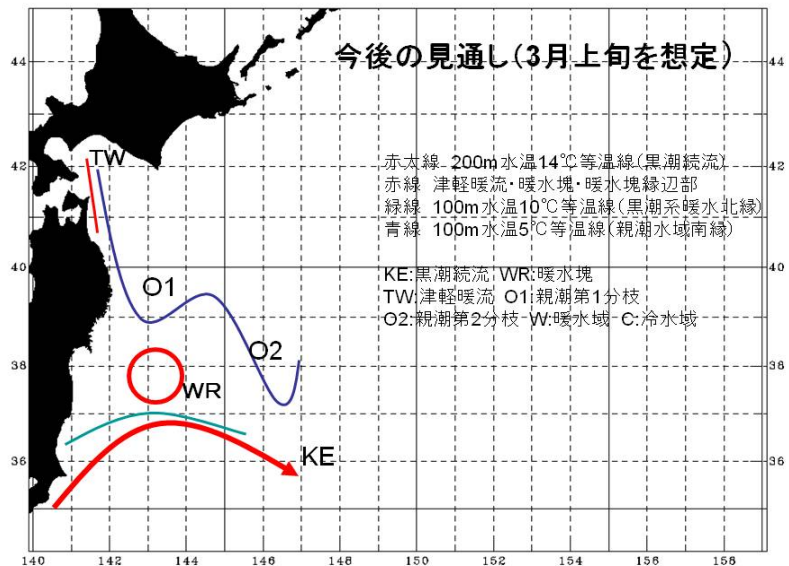 今後の見通し(3月上旬を想定)
44
44
TW
42
42
赤太線 200m水温14℃等温線(黒潮続流)
赤線 津軽暖流・暖水塊・暖水塊縁辺部
緑線 100m水温10℃等温線(黒潮系暖水北縁)
青線 100m水温5℃等温線(親潮水域南縁)
40
40
KE:黒潮続流 WR:暖水塊
TW:津軽暖流 O1:親潮第1分枝
O2:親潮第2分枝 W:暖水域 C:冷水域
O1
O2
38
38
WR
KE
36
36
140 142 144 146 148 150 152 154 156 158